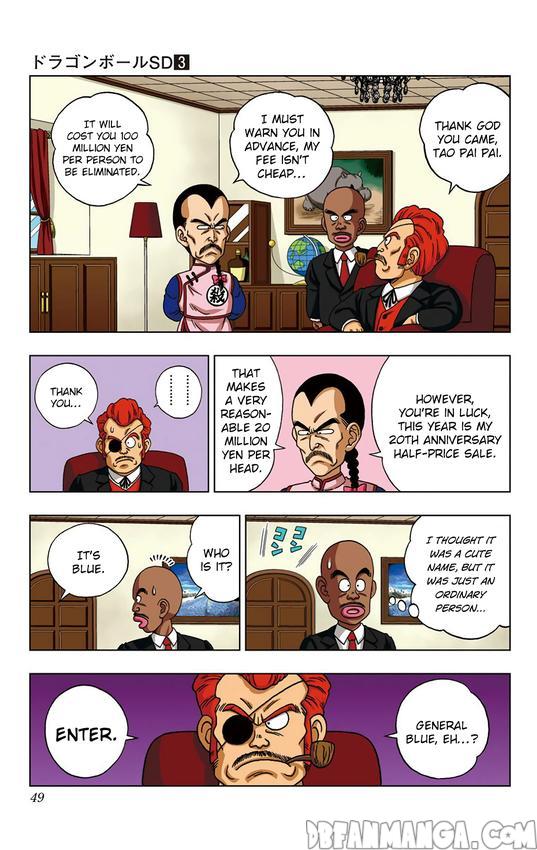 ドラゴンボールSD3
THANK GOD
YOU CAME,
TAO PAI PAI.
I MUST
WARN YOU IN
ADVANCE, MY
FEE ISN'T
CHEAP...
IT WILL
COST YOU 100
MILLION YEN
PER PERSON TO
BE ELIMINATED.
殺
HOWEVER,
YOU'RE IN LUCK,
THIS YEAR IS MY
20TH ANNIVERSARY
HALF-PRICE SALE.
THAT
MAKES
A VERY
REASON-
ABLE 20
MILLION
YEN PER
HEAD.
THANK
YOU...
I THOUGHT IT
WAS A CUTE
NAME, BUT IT
WAS JUST AN
ORDINARY
PERSON...
コンコン
WHO
IS IT?
IT'S
BLUE.
GENERAL
BLUE, EH...?
ENTER.
49
DBFANMANGA.COM